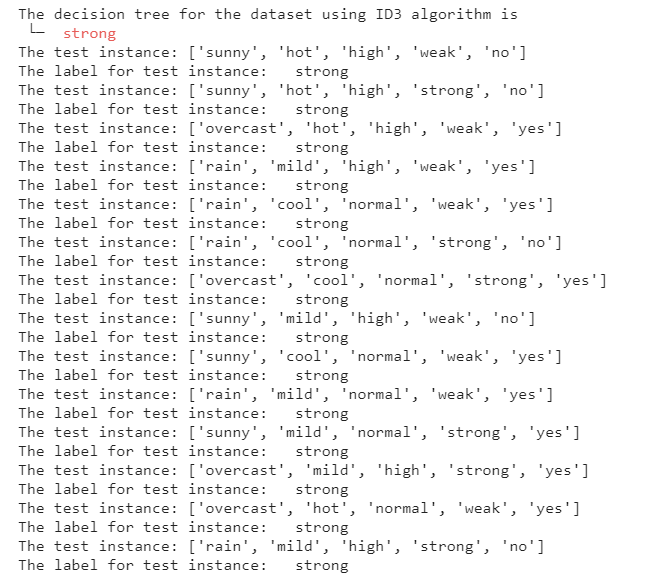 The decision tree for the dataset using ID3 algorithm is
└─ strong
The test instance: ['sunny', 'hot', 'high', 'weak', 'no']
The label for test instance:   strong
The test instance: ['sunny', 'hot', 'high', 'strong', 'no']
The label for test instance:   strong
The test instance: ['overcast', 'hot', 'high', 'weak', 'yes']
The label for test instance:   strong
The test instance: ['rain', 'mild', 'high', 'weak', 'yes']
The label for test instance:   strong
The test instance: ['rain', 'cool', 'normal', 'weak', 'yes']
The label for test instance:   strong
The test instance: ['rain', 'cool', 'normal', 'strong', 'no']
The label for test instance:   strong
The test instance: ['overcast', 'cool', 'normal', 'strong', 'yes']
The label for test instance:   strong
The test instance: ['sunny', 'mild', 'high', 'weak', 'no']
The label for test instance:   strong
The test instance: ['sunny', 'cool', 'normal', 'weak', 'yes']
The label for test instance:   strong
The test instance: ['rain', 'mild', 'normal', 'weak', 'yes']
The label for test instance:   strong
The test instance: ['sunny', 'mild', 'normal', 'strong', 'yes']
The label for test instance:   strong
The test instance: ['overcast', 'mild', 'high', 'strong', 'yes']
The label for test instance:   strong
The test instance: ['overcast', 'hot', 'normal', 'weak', 'yes']
The label for test instance:   strong
The test instance: ['rain', 'mild', 'high', 'strong', 'no']
The label for test instance:   strong